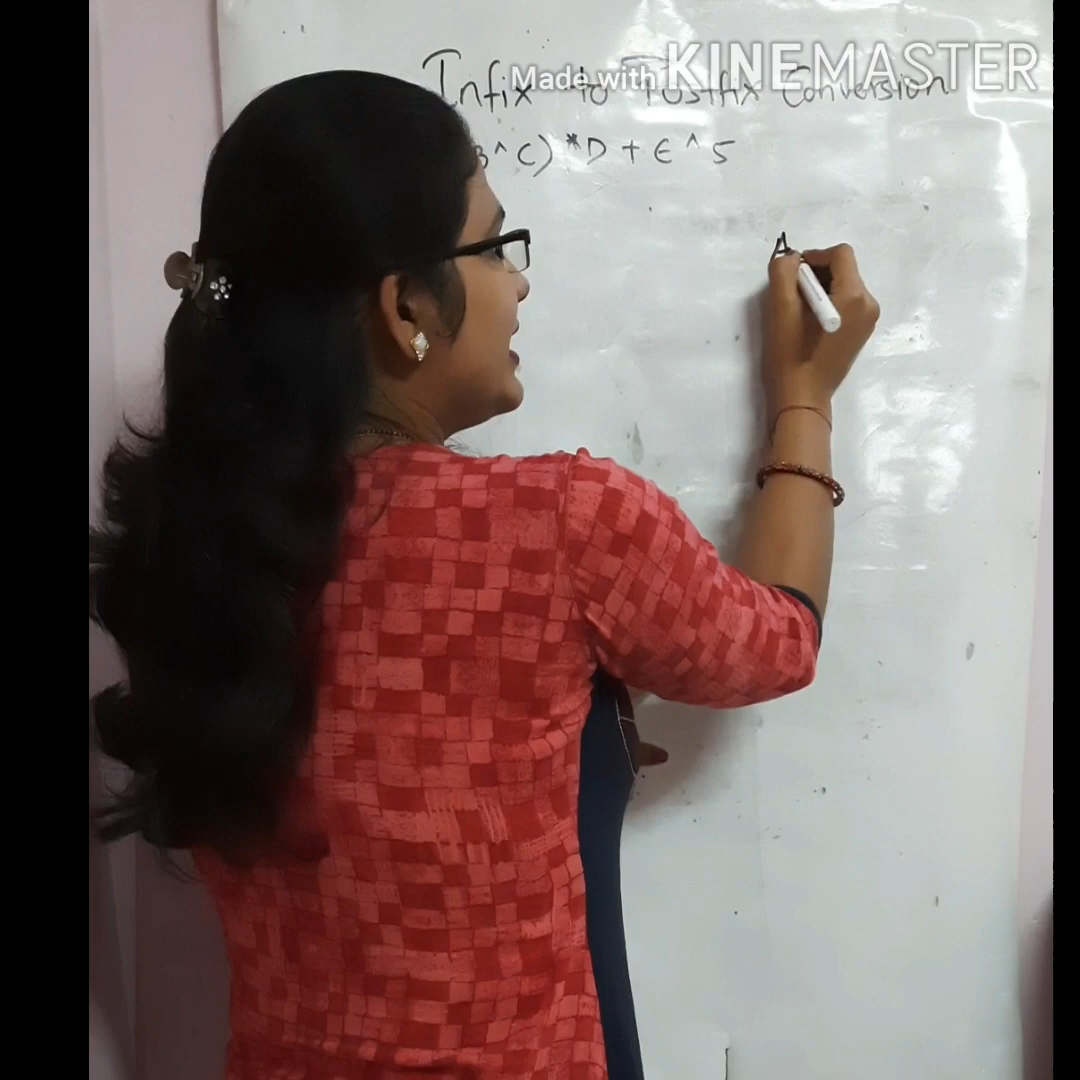 Infix to Postfix Conversion
Made with KINEMASTER
B^C) *D + E ^ 5
A